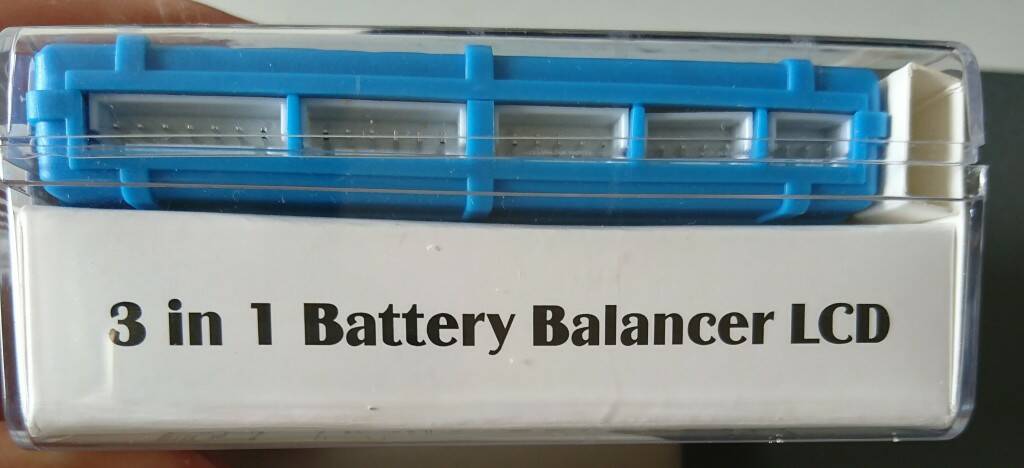 3 in 1 Battery Balancer LCD